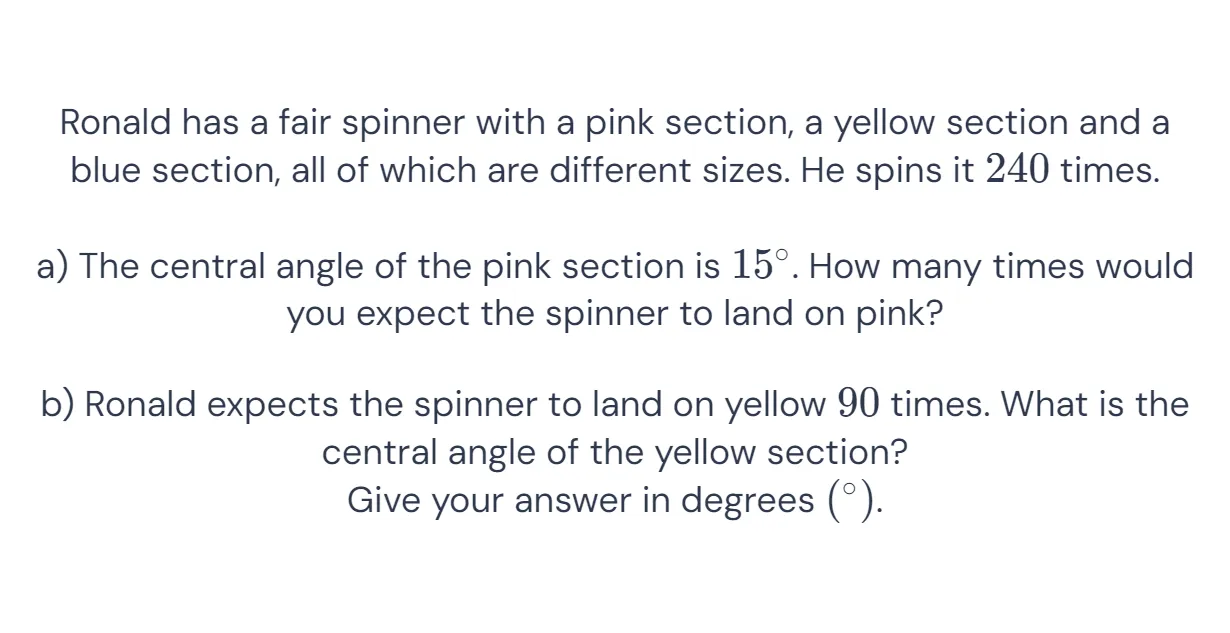 Ronald has a fair spinner with a pink section, a yellow section and a
blue section, all of which are different sizes. He spins it 240 times.
a) The central angle of the pink section is 15°. How many times would
you expect the spinner to land on pink?
b) Ronald expects the spinner to land on yellow 90 times. What is the
central angle of the yellow section?
Give your answer in degrees (°).